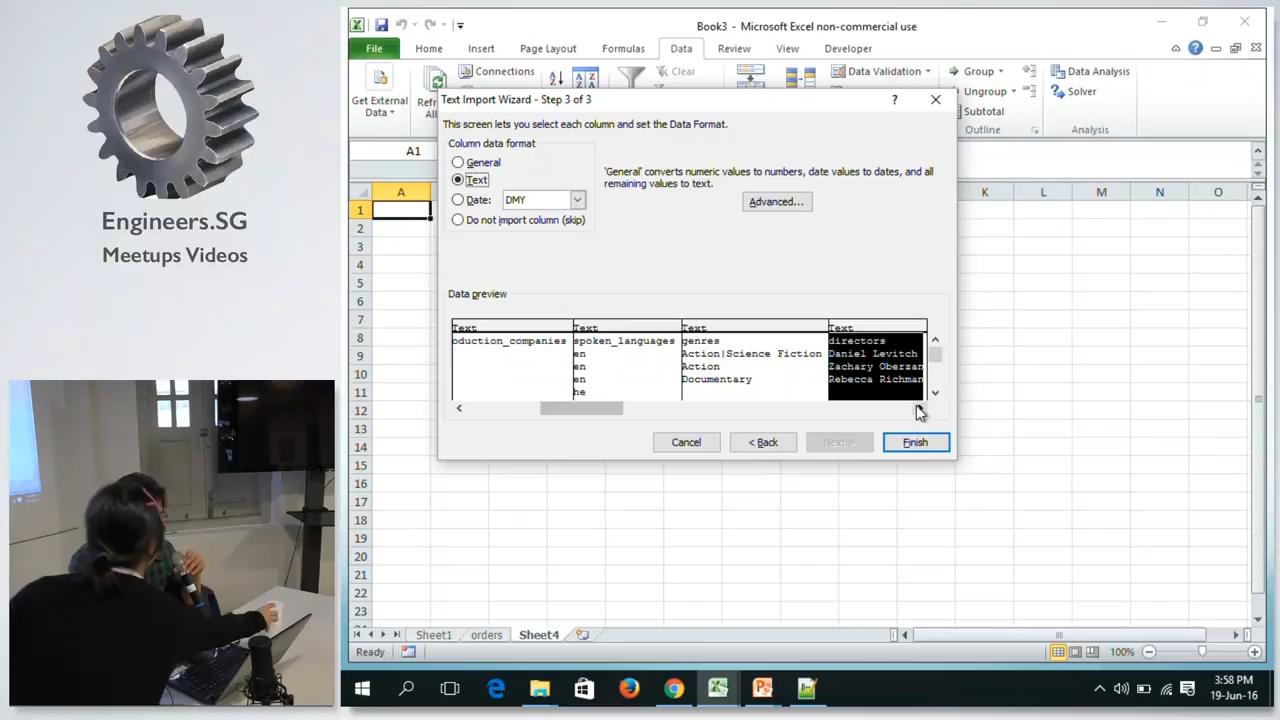 Engineers.SG
Meetups Videos
Book3 - Microsoft Excel non-commercial use
File Home Insert Page Layout Formulas Data Review View Developer
Get External
Data
Connections
Clear
Data Validation
Group
Ungroup
Subtotal
Outline
Data Analysis
Solver
Analysis
A1
Text Import Wizard - Step 3 of 3
This screen lets you select each column and set the Data Format.
Column data format
General
Text
Date: DMY
Do not import column (skip)
'General' converts numeric values to numbers, date values to dates, and all
remaining values to text.
Advanced...
Data preview
Text Text Text Text
oduction_companies spoken_languages genres directors
en Action|Science Fiction Daniel Levitch
en Action Zachary Oberzan
en Documentary Rebecca Richman
he
Cancel < Back Next > Finish
A K L M N O
1
2
3
4
5
6
7
8
9
10
11
12
13
14
15
16
17
18
19
20
21
22
23
Sheet1 orders Sheet4
Ready 100%
3:58 PM
19-Jun-16